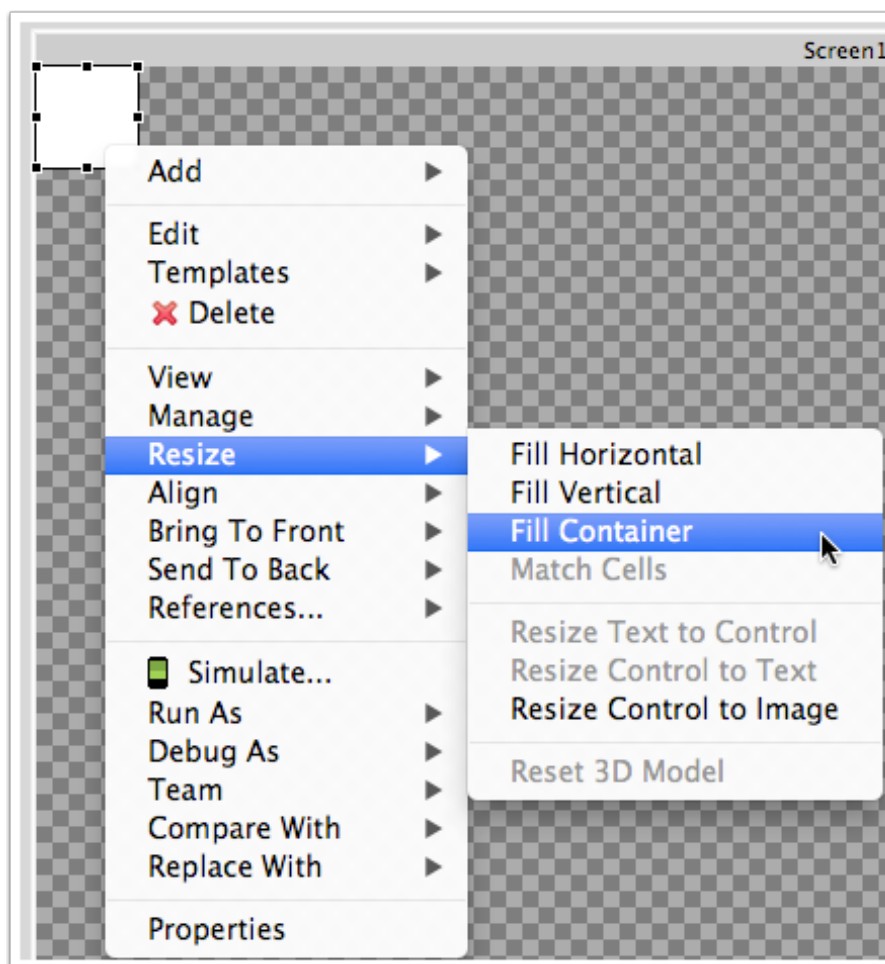 Screen1
Add
Edit
Templates
Delete
View
Manage
Resize
Align
Bring To Front
Send To Back
References...
Simulate...
Run As
Debug As
Team
Compare With
Replace With
Properties
Fill Horizontal
Fill Vertical
Fill Container
Match Cells
Resize Text to Control
Resize Control to Text
Resize Control to Image
Reset 3D Model